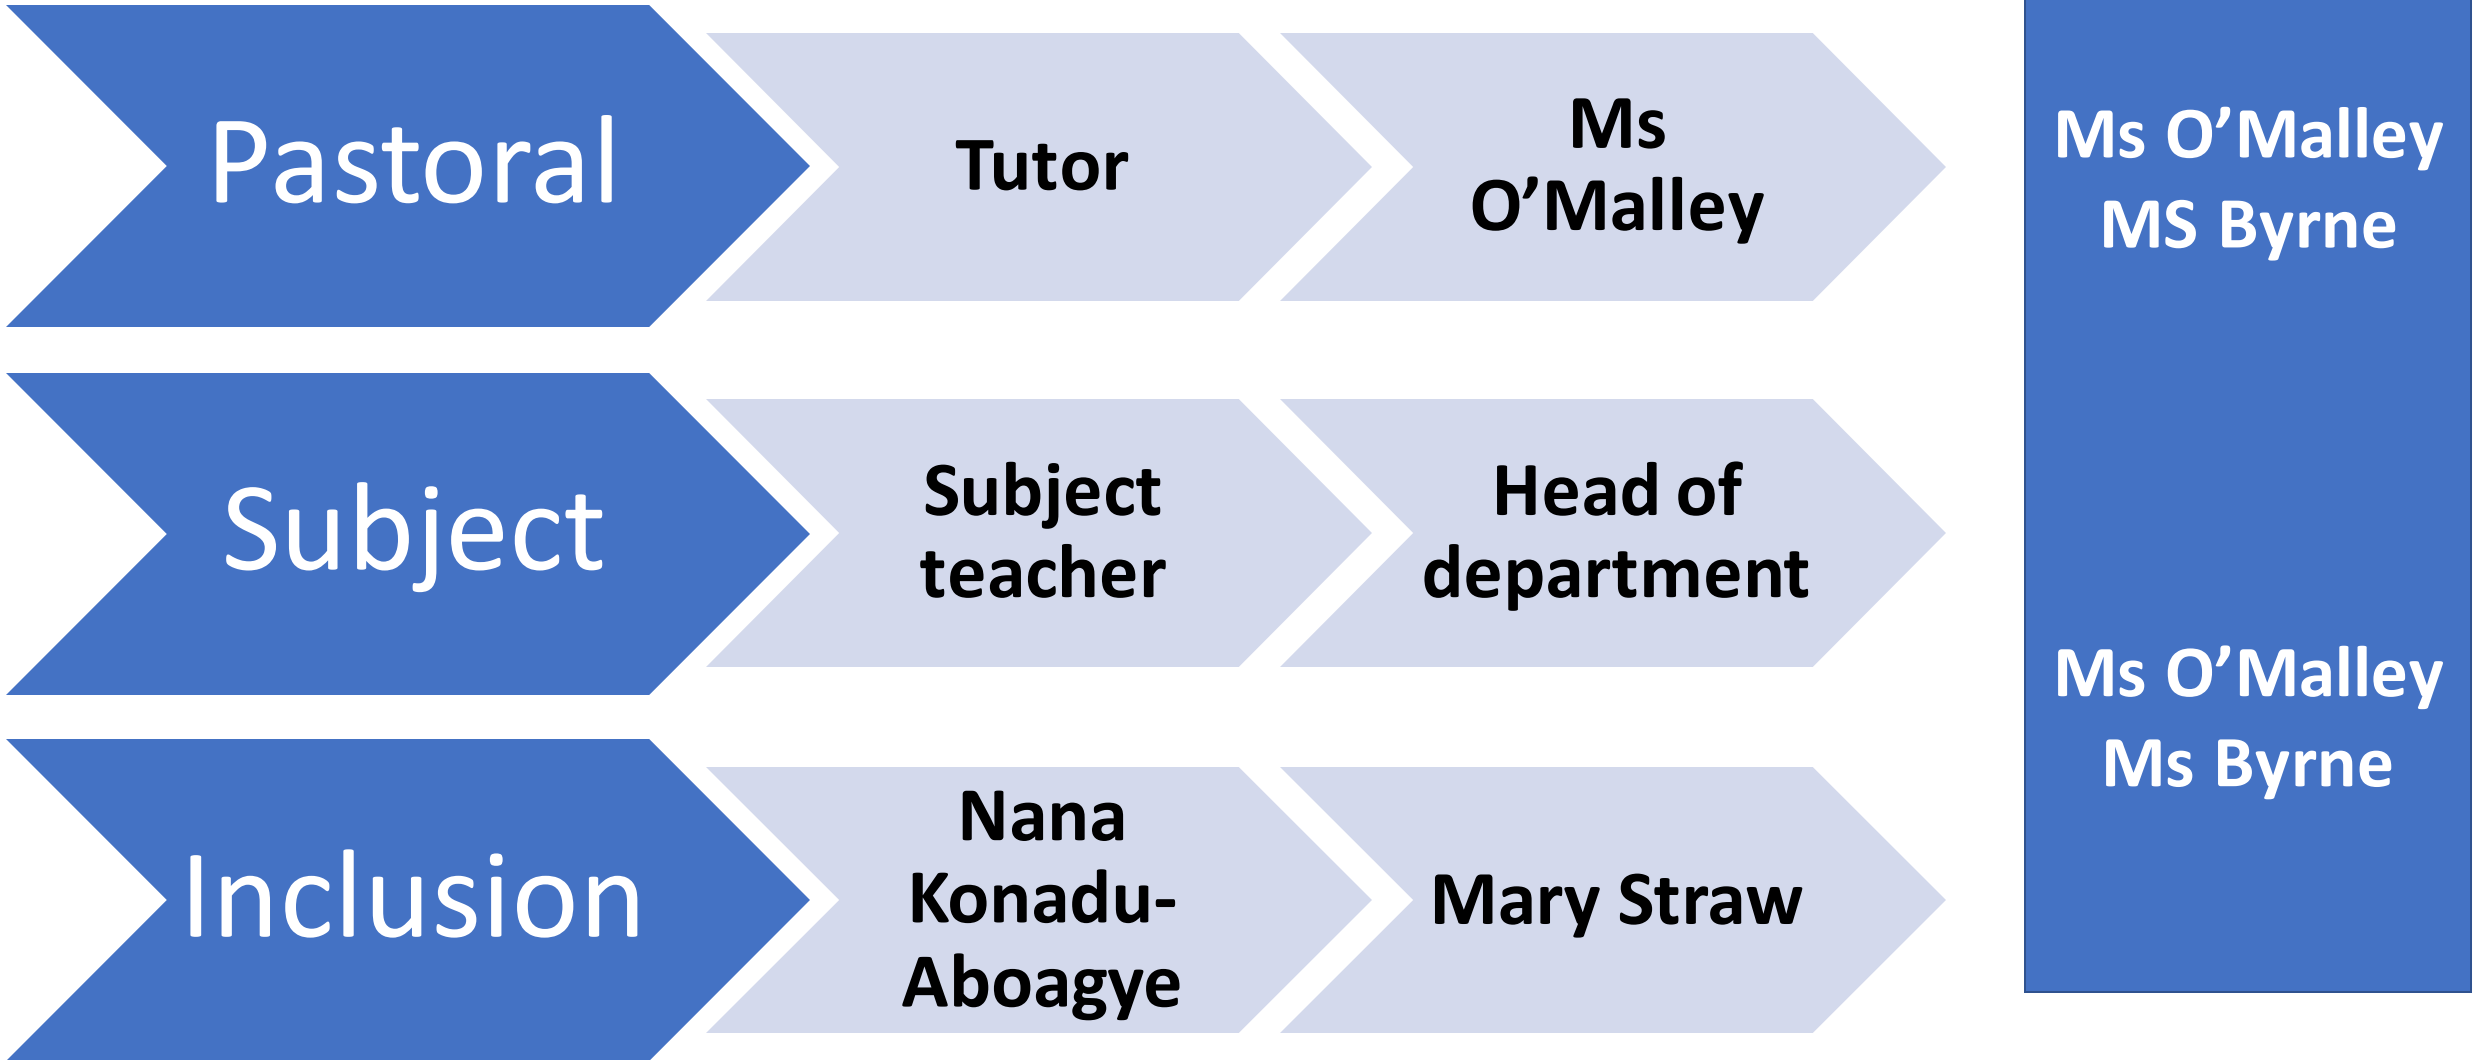 Pastoral
Tutor
Ms
O’Malley
Subject
Subject
teacher
Head of
department
Inclusion
Nana
Konadu-
Aboagye
Mary Straw
Ms O’Malley
MS Byrne
Ms O’Malley
Ms Byrne